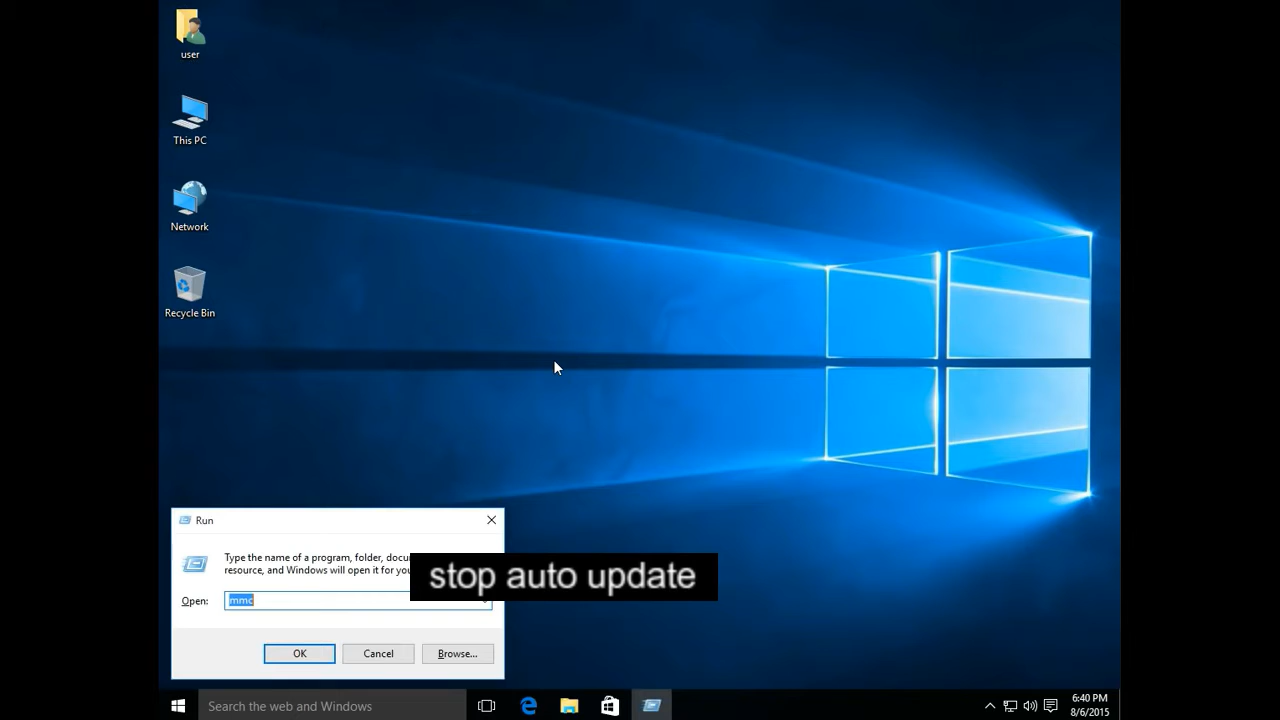 user
This PC
Network
Recycle Bin
Run
Type the name of a program, folder, docu
resource, and Windows will open it for you
stop auto update
Open:
mmc
OK
Cancel
Browse...
Search the web and Windows
6:40 PM
8/6/2015